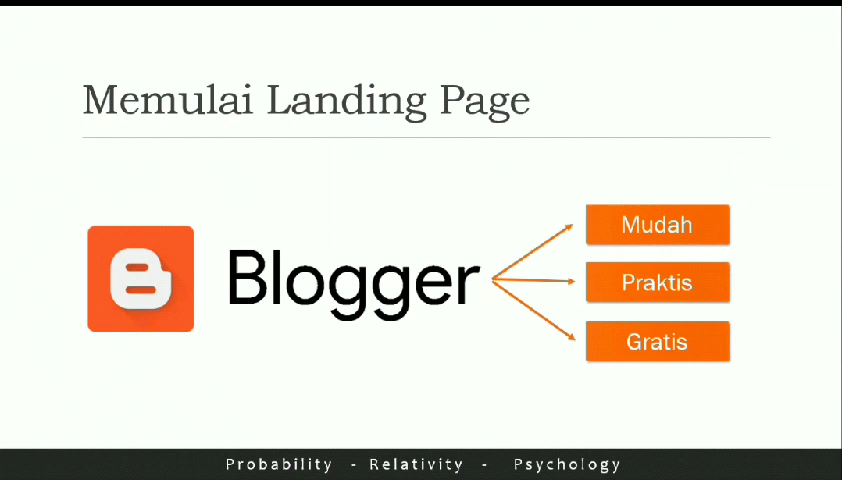 Memulai Landing Page
Blogger
Mudah
Praktis
Gratis
Probability - Relativity - Psychology